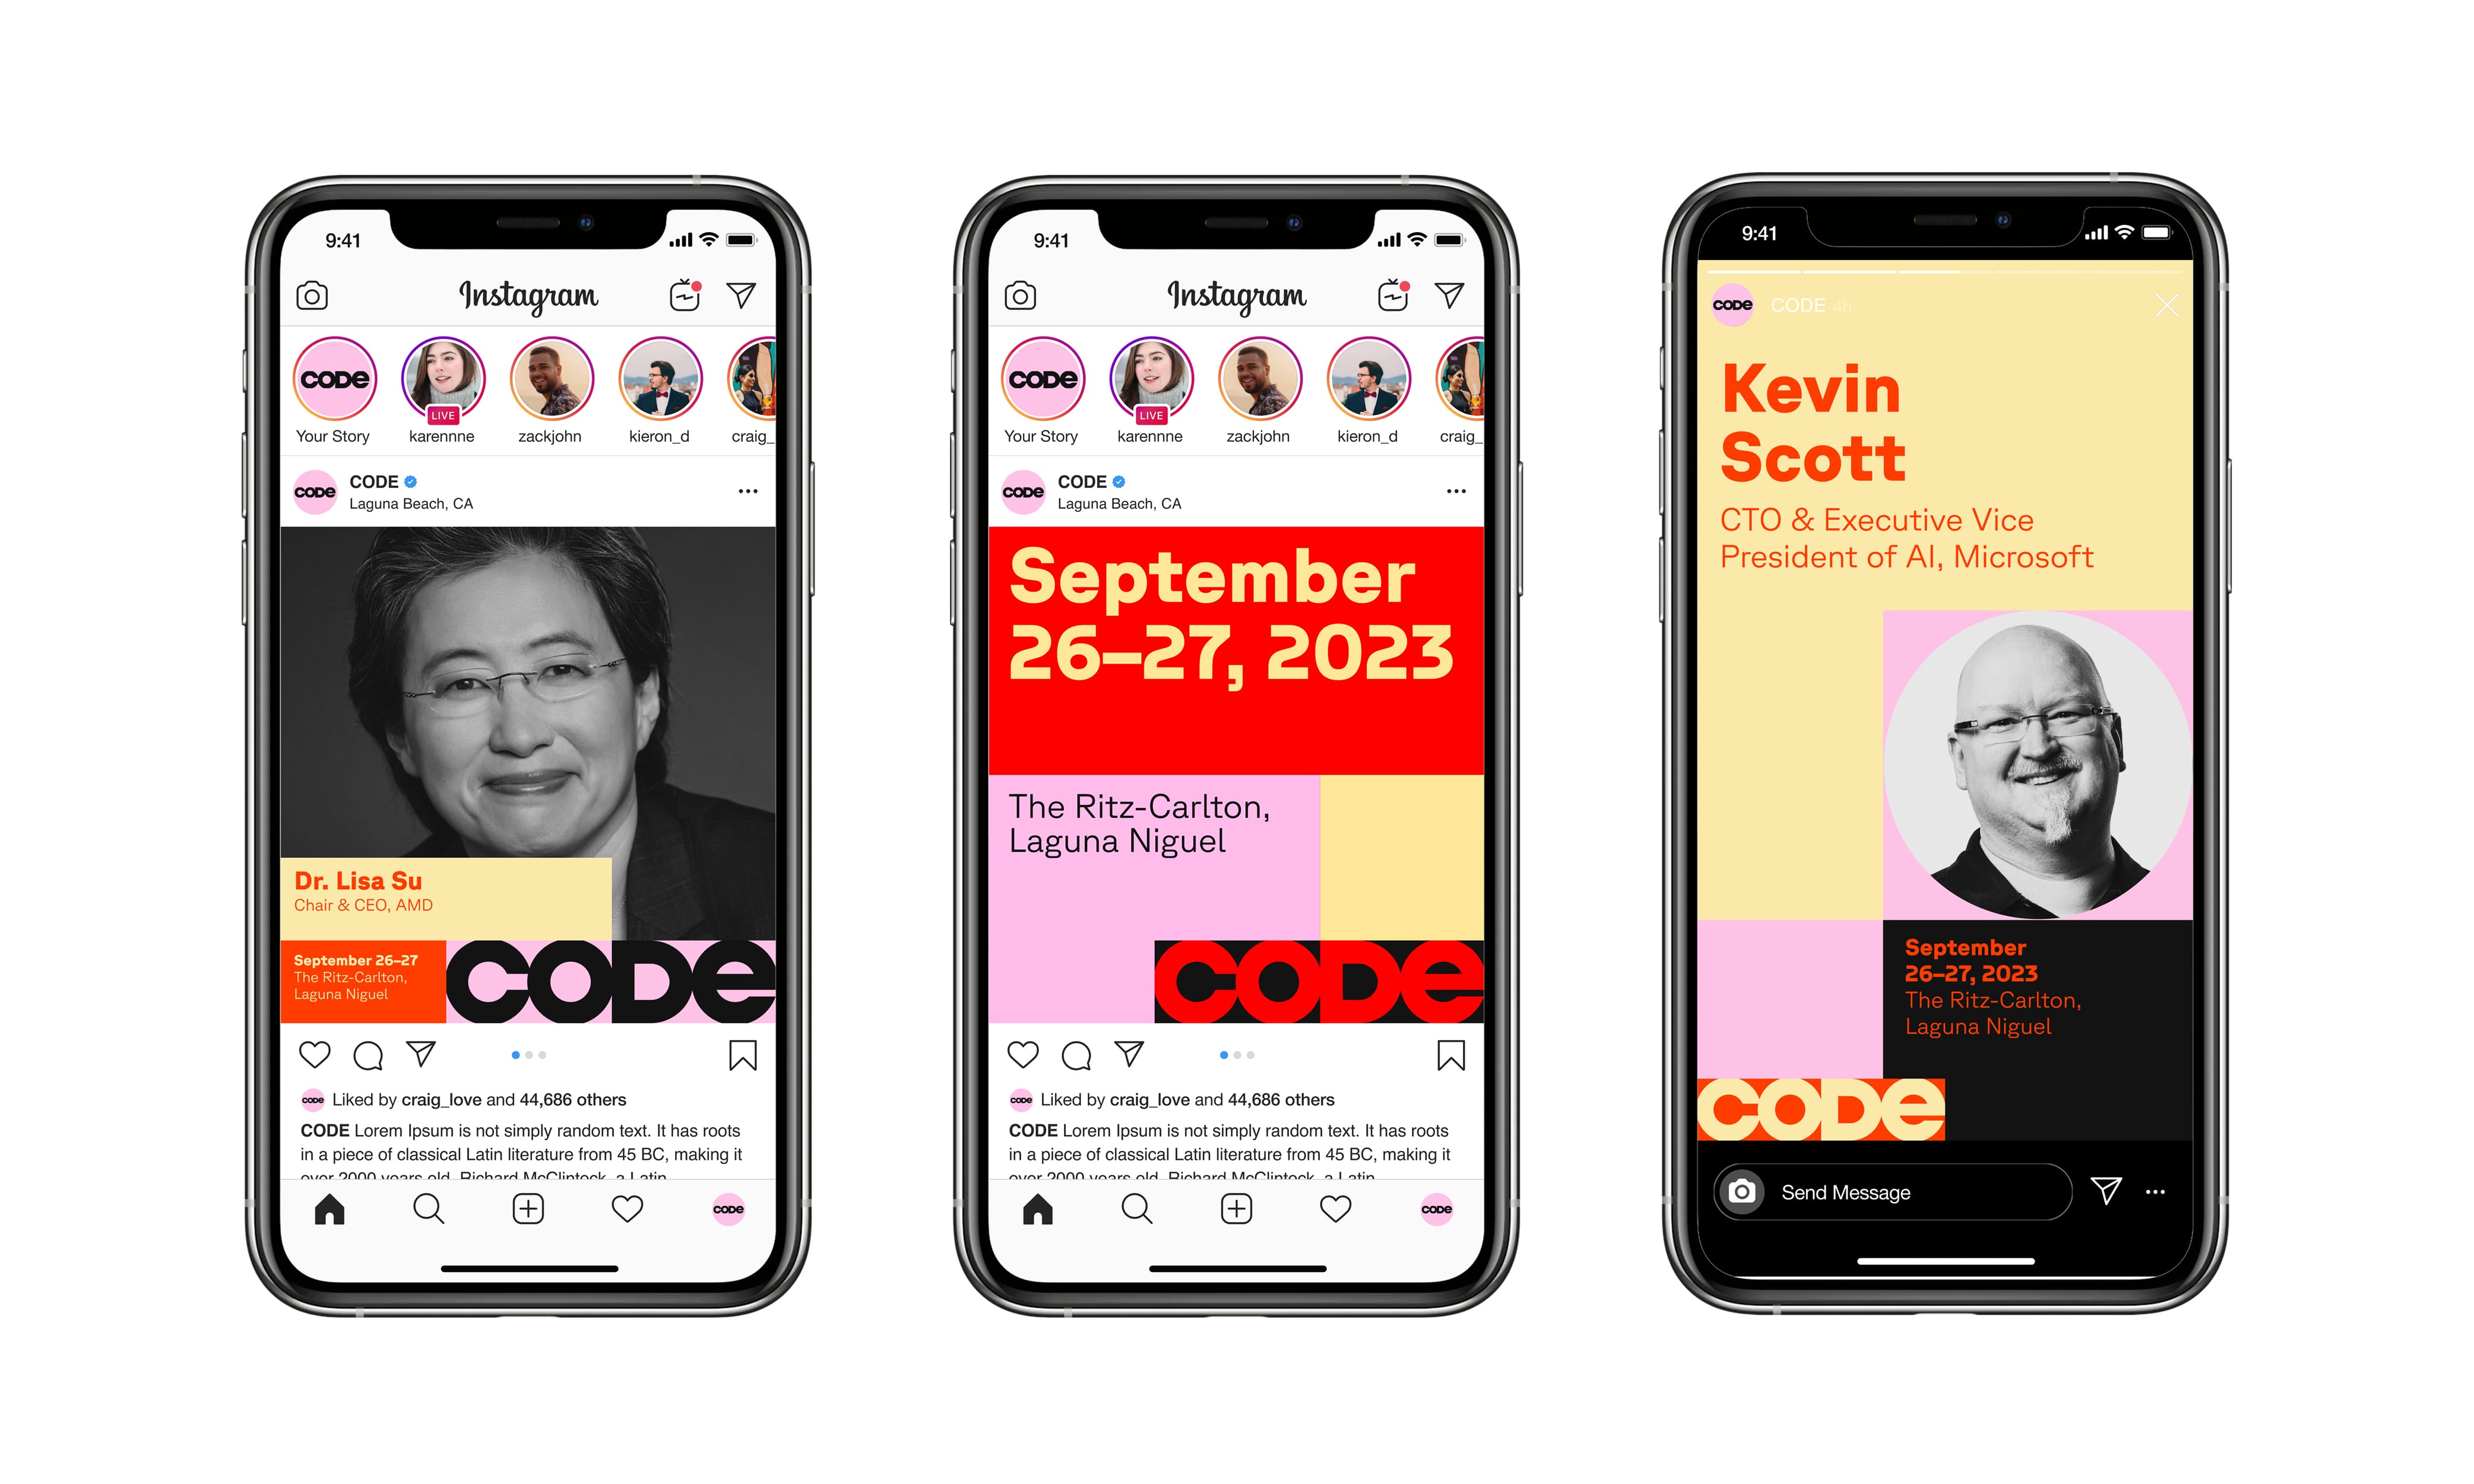 9:41
Instagram
CODE
LIVE
Your Story
karennne
zackjohn
kieron_d
craig_
CODE
CODE
Laguna Beach, CA
Dr. Lisa Su
Chair & CEO, AMD
September 26–27
The Ritz-Carlton,
Laguna Niguel
CODE
CODE
Liked by craig_love and 44,686 others
CODE Lorem Ipsum is not simply random text. It has roots
in a piece of classical Latin literature from 45 BC, making it
over 2000 years old. Richard McClintock, a Latin
CODE
9:41
Instagram
CODE
LIVE
Your Story
karennne
zackjohn
kieron_d
craig_
CODE
CODE
Laguna Beach, CA
September
26–27, 2023
The Ritz-Carlton,
Laguna Niguel
CODE
CODE
Liked by craig_love and 44,686 others
CODE Lorem Ipsum is not simply random text. It has roots
in a piece of classical Latin literature from 45 BC, making it
over 2000 years old. Richard McClintock, a Latin
CODE
9:41
CODE
CODE 4h
Kevin
Scott
CTO & Executive Vice
President of AI, Microsoft
September
26–27, 2023
The Ritz-Carlton,
Laguna Niguel
CODE
Send Message